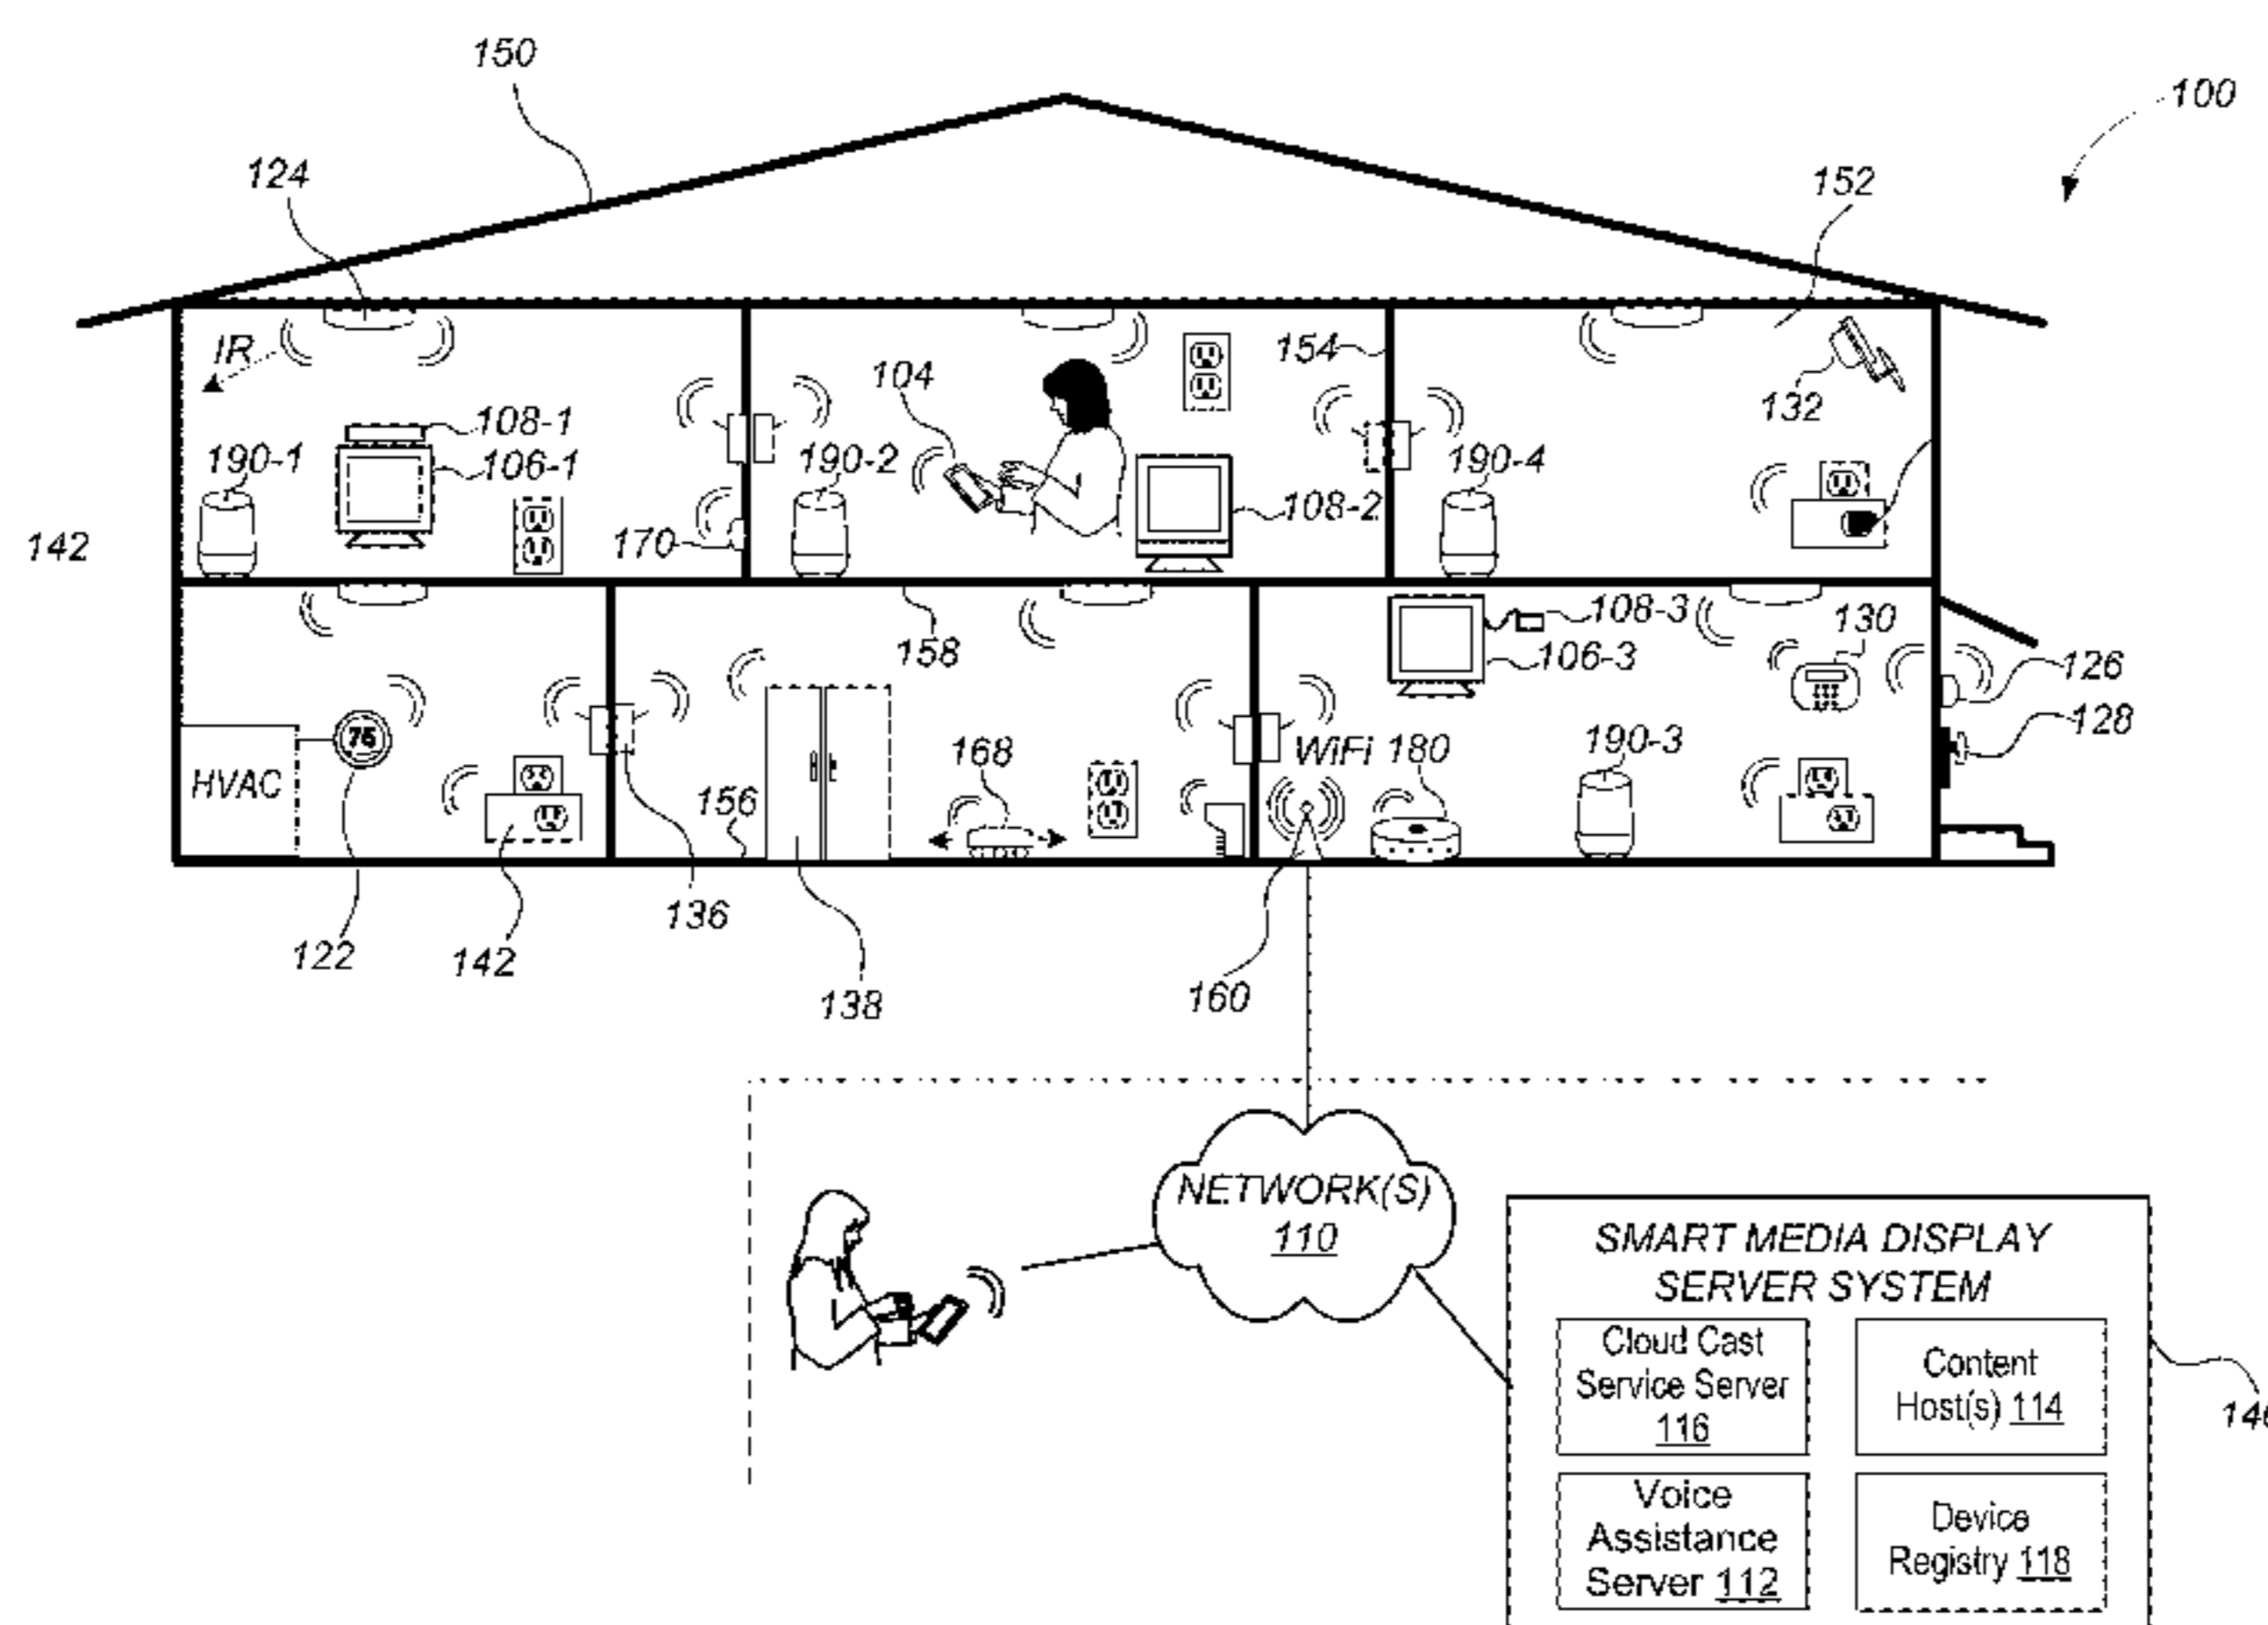 150
100
124
152
IR
154
104
132
108-1
190-1
106-1
190-2
190-4
108-2
142
170
108-3
130
158
106-3
126
128
75
190-3
WiFi 180
168
HVAC
156
136
122
142
138
160
NETWORK(S)
110
SMART MEDIA DISPLAY
SERVER SYSTEM
Cloud Cast
Service Server
116
Content
Host(s) 114
Voice
Assistance
Server 112
Device
Registry 118